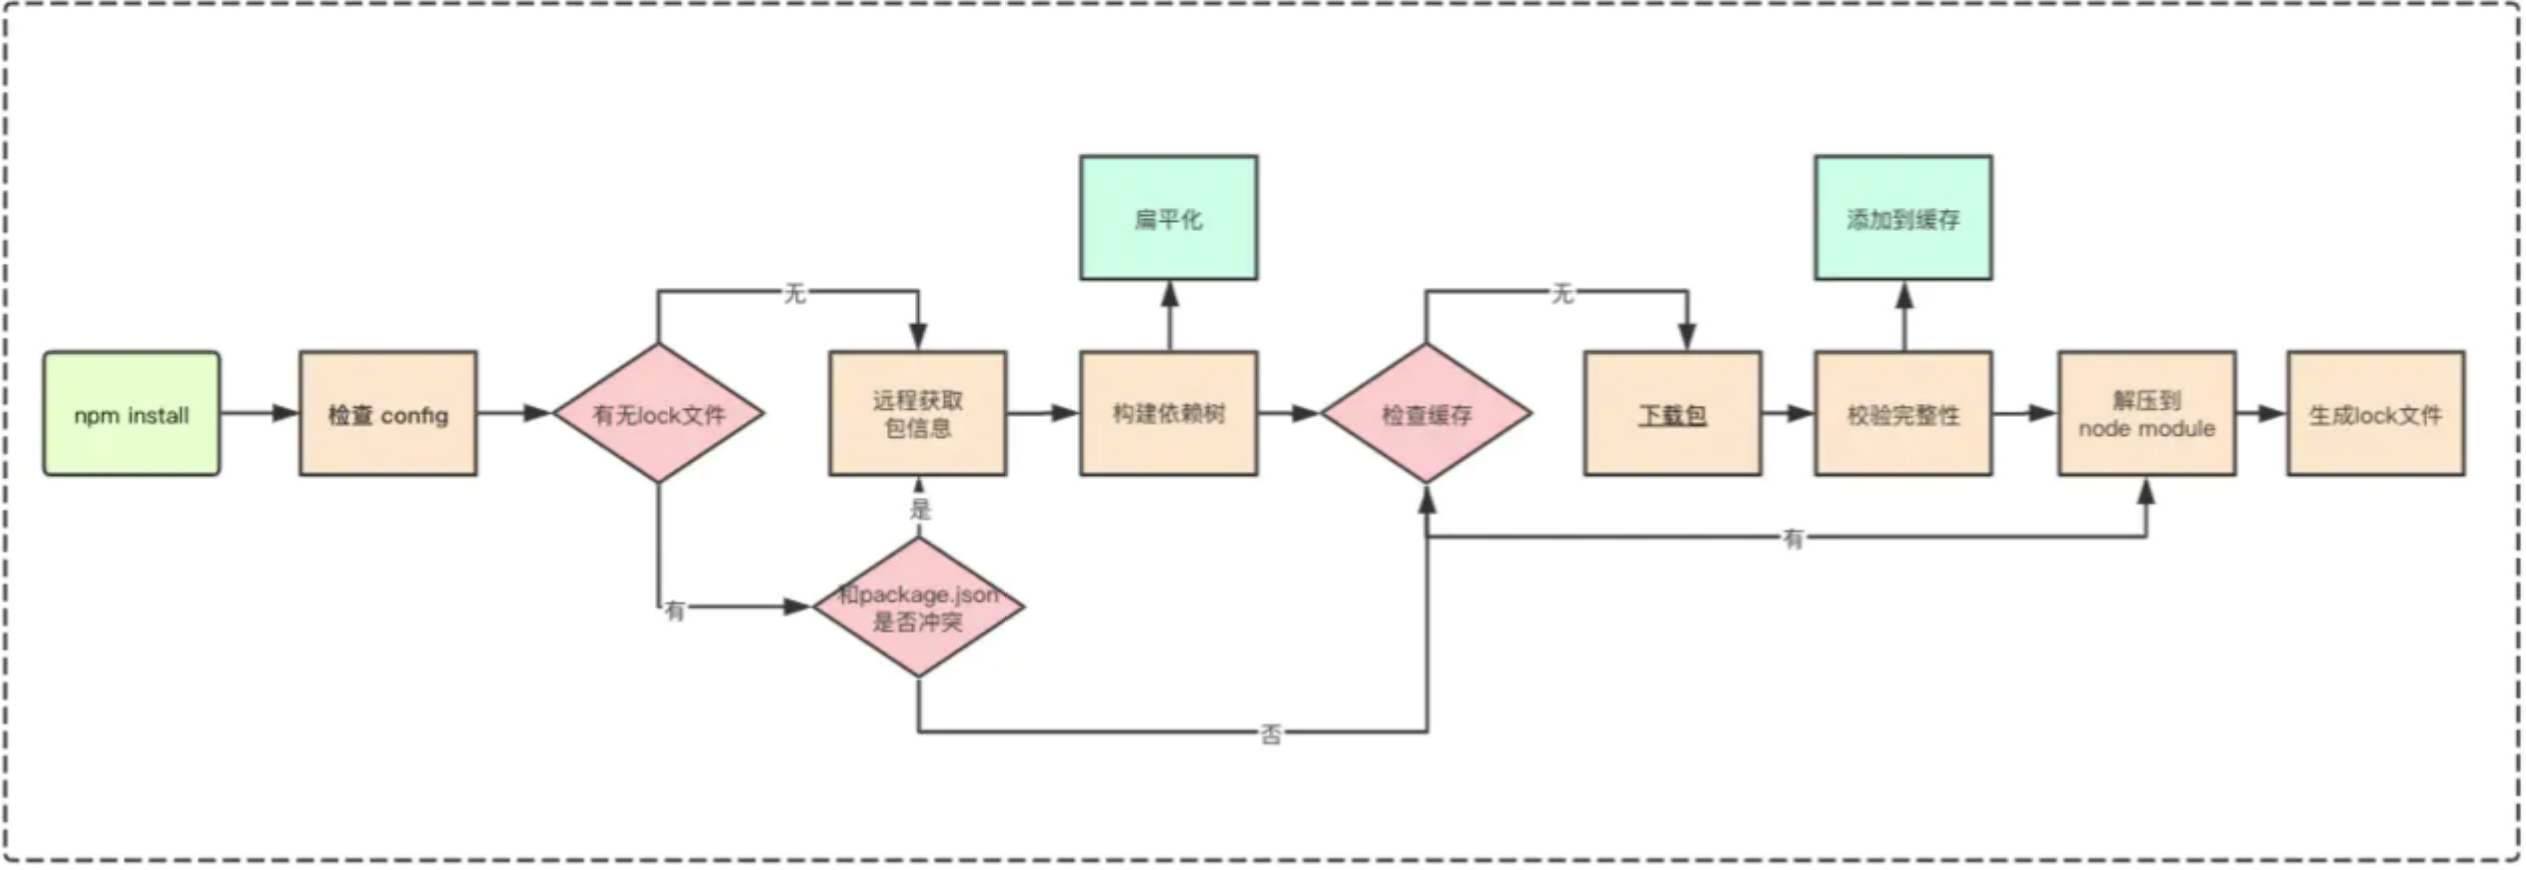 扁平化
添加到缓存
无
无
npm install
检查 config
有无lock文件
远程获取
包信息
构建依赖树
检查缓存
下载包
校验完整性
解压到
node module
生成lock文件
是
有
有
和package.json
是否冲突
否